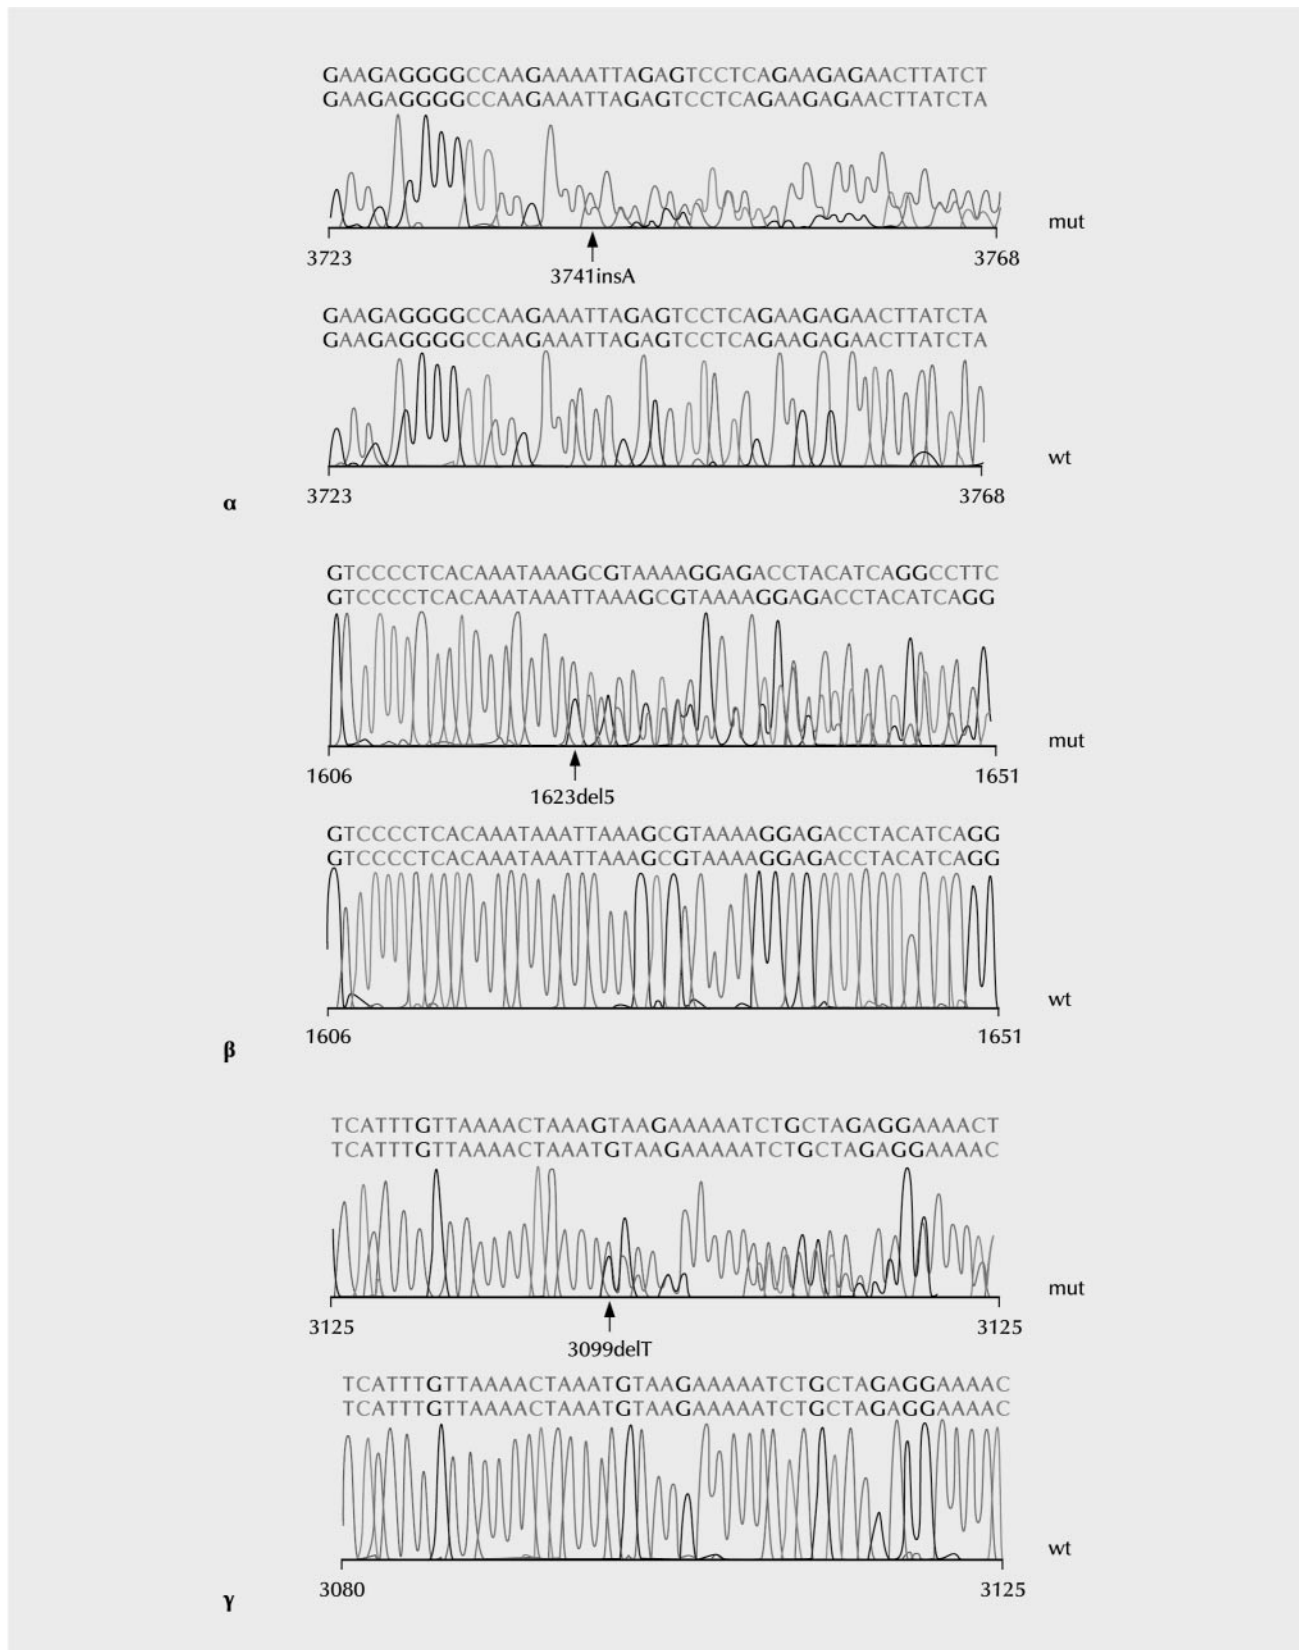 GAAGAGGGGCCAAGAAAATTAGAGTCCTCAGAAGAGAACTTATCT
GAAGAGGGGCCAAGAAATTAGAGTCCTCAGAAGAGAACTTATCTA
mut
3723
3768
3741insA
GAAGAGGGGCCAAGAAATTAGAGTCCTCAGAAGAGAACTTATCTA
GAAGAGGGGCCAAGAAATTAGAGTCCTCAGAAGAGAACTTATCTA
wt
3723
3768
α
GTCCCCTCACAAATAAAGCGTAAAAGGAGACCTACATCAGGCCTTC
GTCCCCTCACAAATAAATTAAAGCGTAAAAGGAGACCTACATCAGG
mut
1606
1651
1623del5
GTCCCCTCACAAATAAATTAAAGCGTAAAAGGAGACCTACATCAGG
GTCCCCTCACAAATAAATTAAAGCGTAAAAGGAGACCTACATCAGG
wt
1606
1651
β
TCATTTGTTAAAACTAAAGTAAGAAAAATCTGCTAGAGGAAAACT
TCATTTGTTAAAACTAAATGTAAGAAAAATCTGCTAGAGGAAAAC
mut
3125
3125
3099delT
TCATTTGTTAAAACTAAATGTAAGAAAAATCTGCTAGAGGAAAAC
TCATTTGTTAAAACTAAATGTAAGAAAAATCTGCTAGAGGAAAAC
wt
3080
3125
γ